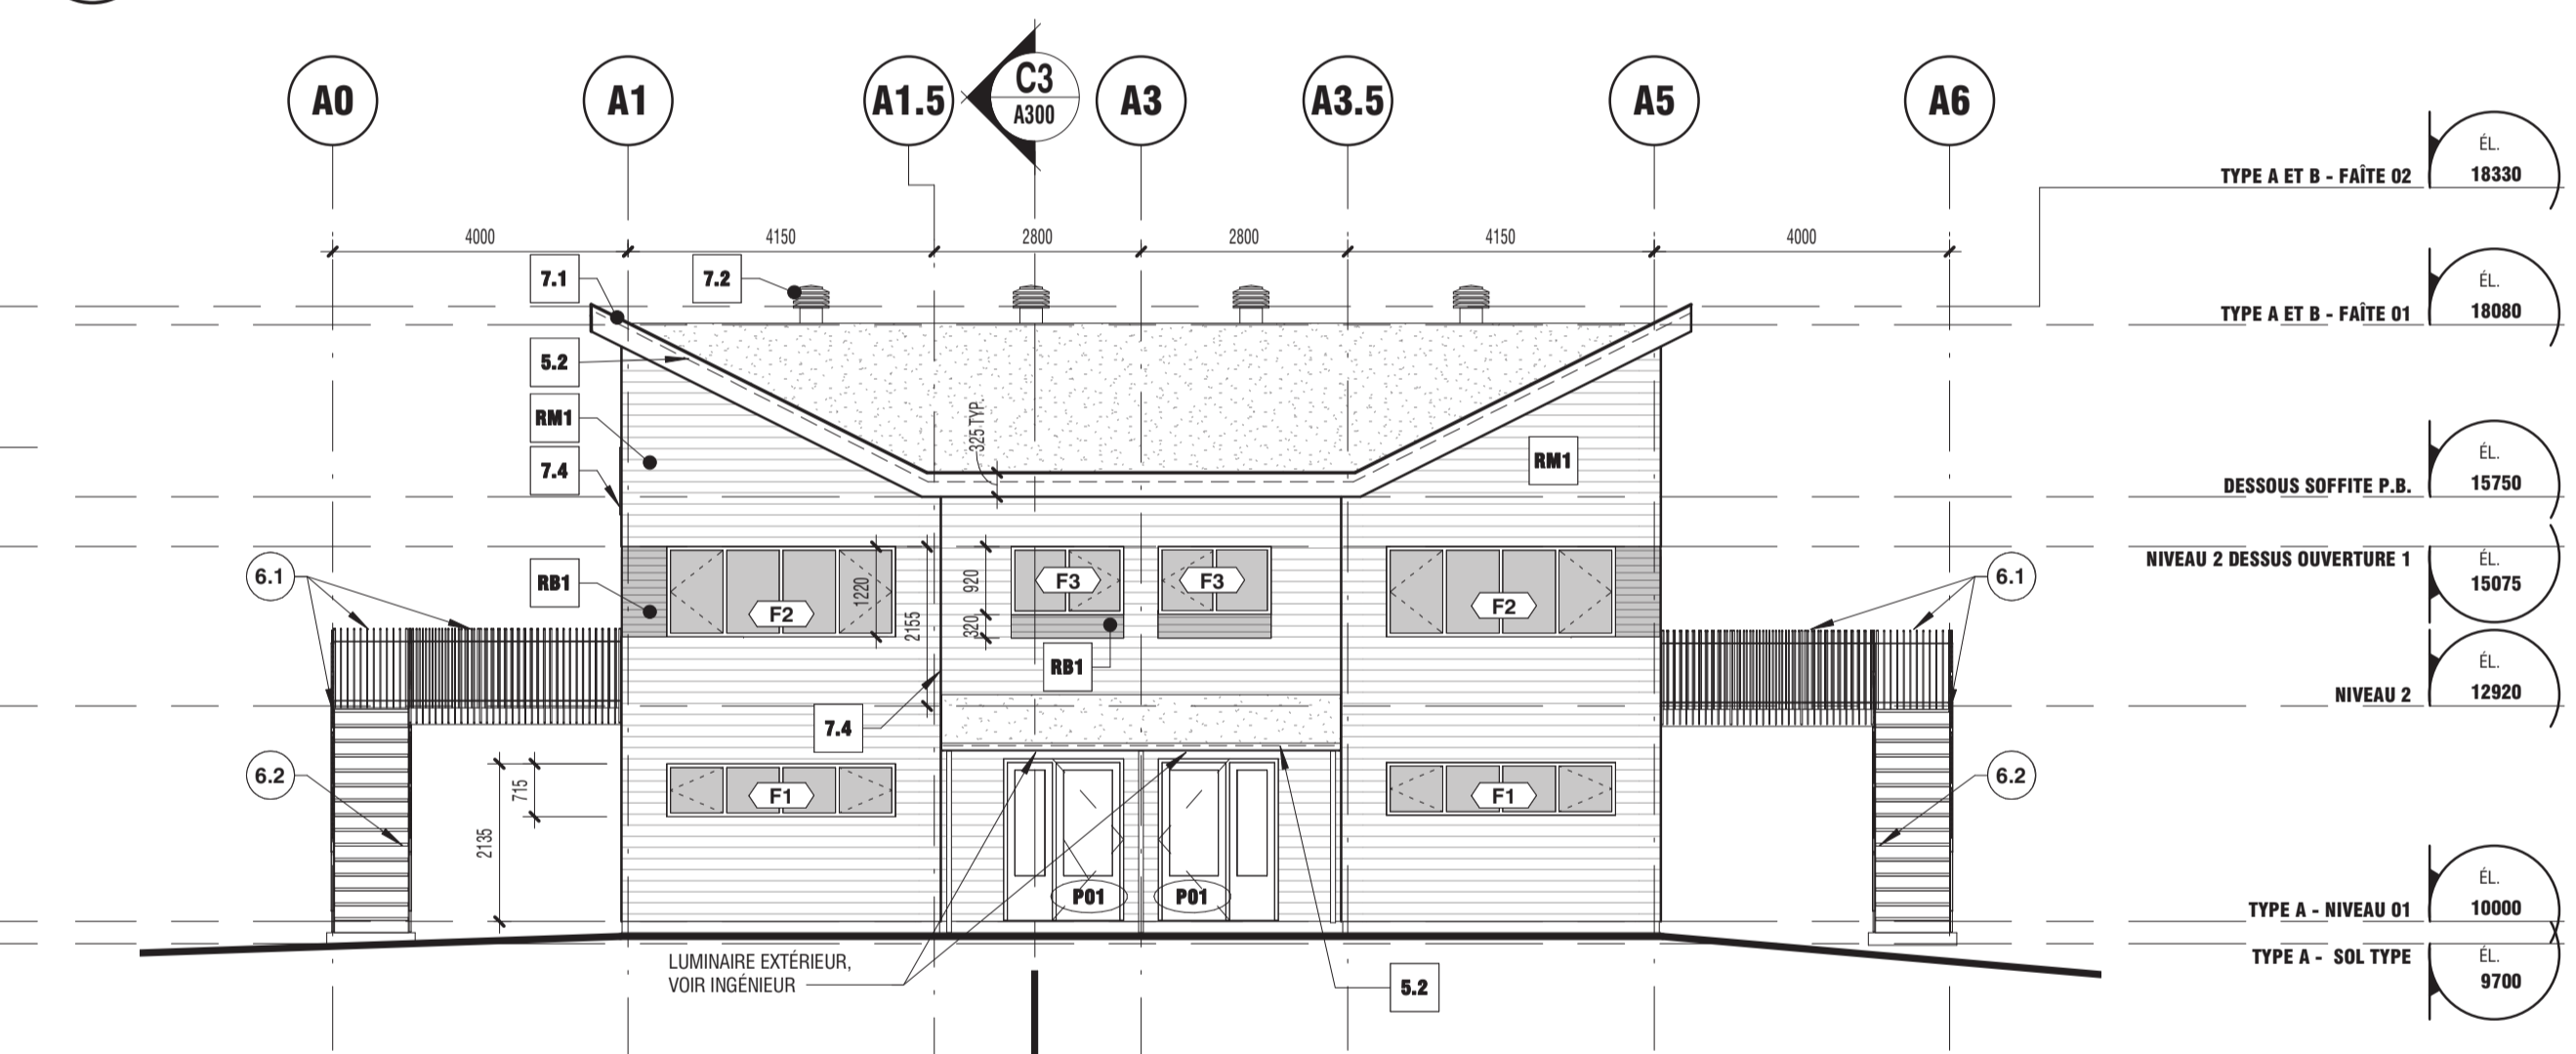 A0
A1
A1.5
C3
A300
A3
A3.5
A5
A6
ÉL.
TYPE A ET B - FAÎTE 02
18330
4000
4150
2800
2800
4150
4000
7.1
7.2
ÉL.
TYPE A ET B - FAÎTE 01
18080
5.2
RM1
325 TYP.
7.4
RM1
ÉL.
DESSOUS SOFFITE P.B.
15750
6.1
RB1
F2
1220
2155
920
320
F3
F3
F2
NIVEAU 2 DESSUS OUVERTURE 1
ÉL.
15075
6.1
RB1
ÉL.
NIVEAU 2
12920
7.4
6.2
715
2135
F1
F1
6.2
P01
P01
ÉL.
TYPE A - NIVEAU 01
10000
LUMINAIRE EXTÉRIEUR,
VOIR INGÉNIEUR
5.2
TYPE A - SOL TYPE
ÉL.
9700